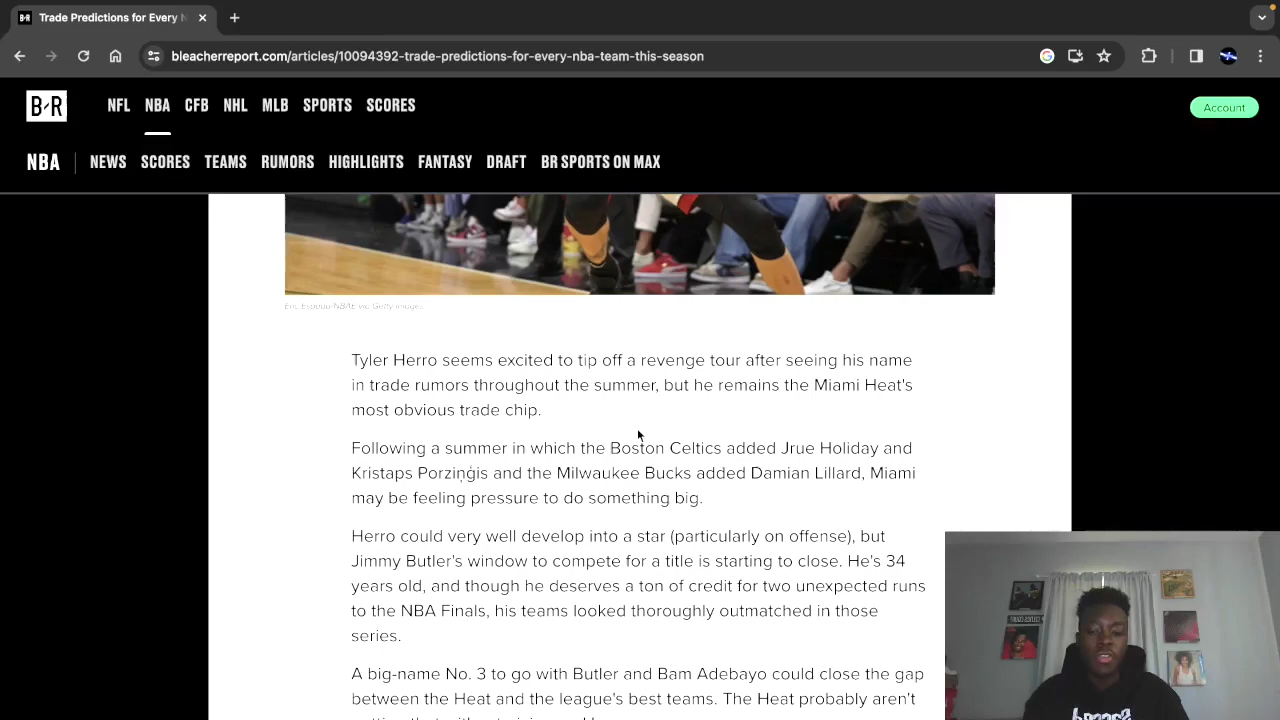 Trade Predictions for Every N
bleacherreport.com/articles/10094392-trade-predictions-for-every-nba-team-this-season
B/R NFL NBA CFB NHL MLB SPORTS SCORES
Account
NBA NEWS SCORES TEAMS RUMORS HIGHLIGHTS FANTASY DRAFT BR SPORTS ON MAX
Eric Espada/NBAE via Getty Images
Tyler Herro seems excited to tip off a revenge tour after seeing his name
in trade rumors throughout the summer, but he remains the Miami Heat's
most obvious trade chip.
Following a summer in which the Boston Celtics added Jrue Holiday and
Kristaps Porziņģis and the Milwaukee Bucks added Damian Lillard, Miami
may be feeling pressure to do something big.
Herro could very well develop into a star (particularly on offense), but
Jimmy Butler's window to compete for a title is starting to close. He's 34
years old, and though he deserves a ton of credit for two unexpected runs
to the NBA Finals, his teams looked thoroughly outmatched in those
series.
A big-name No. 3 to go with Butler and Bam Adebayo could close the gap
between the Heat and the league's best teams. The Heat probably aren't